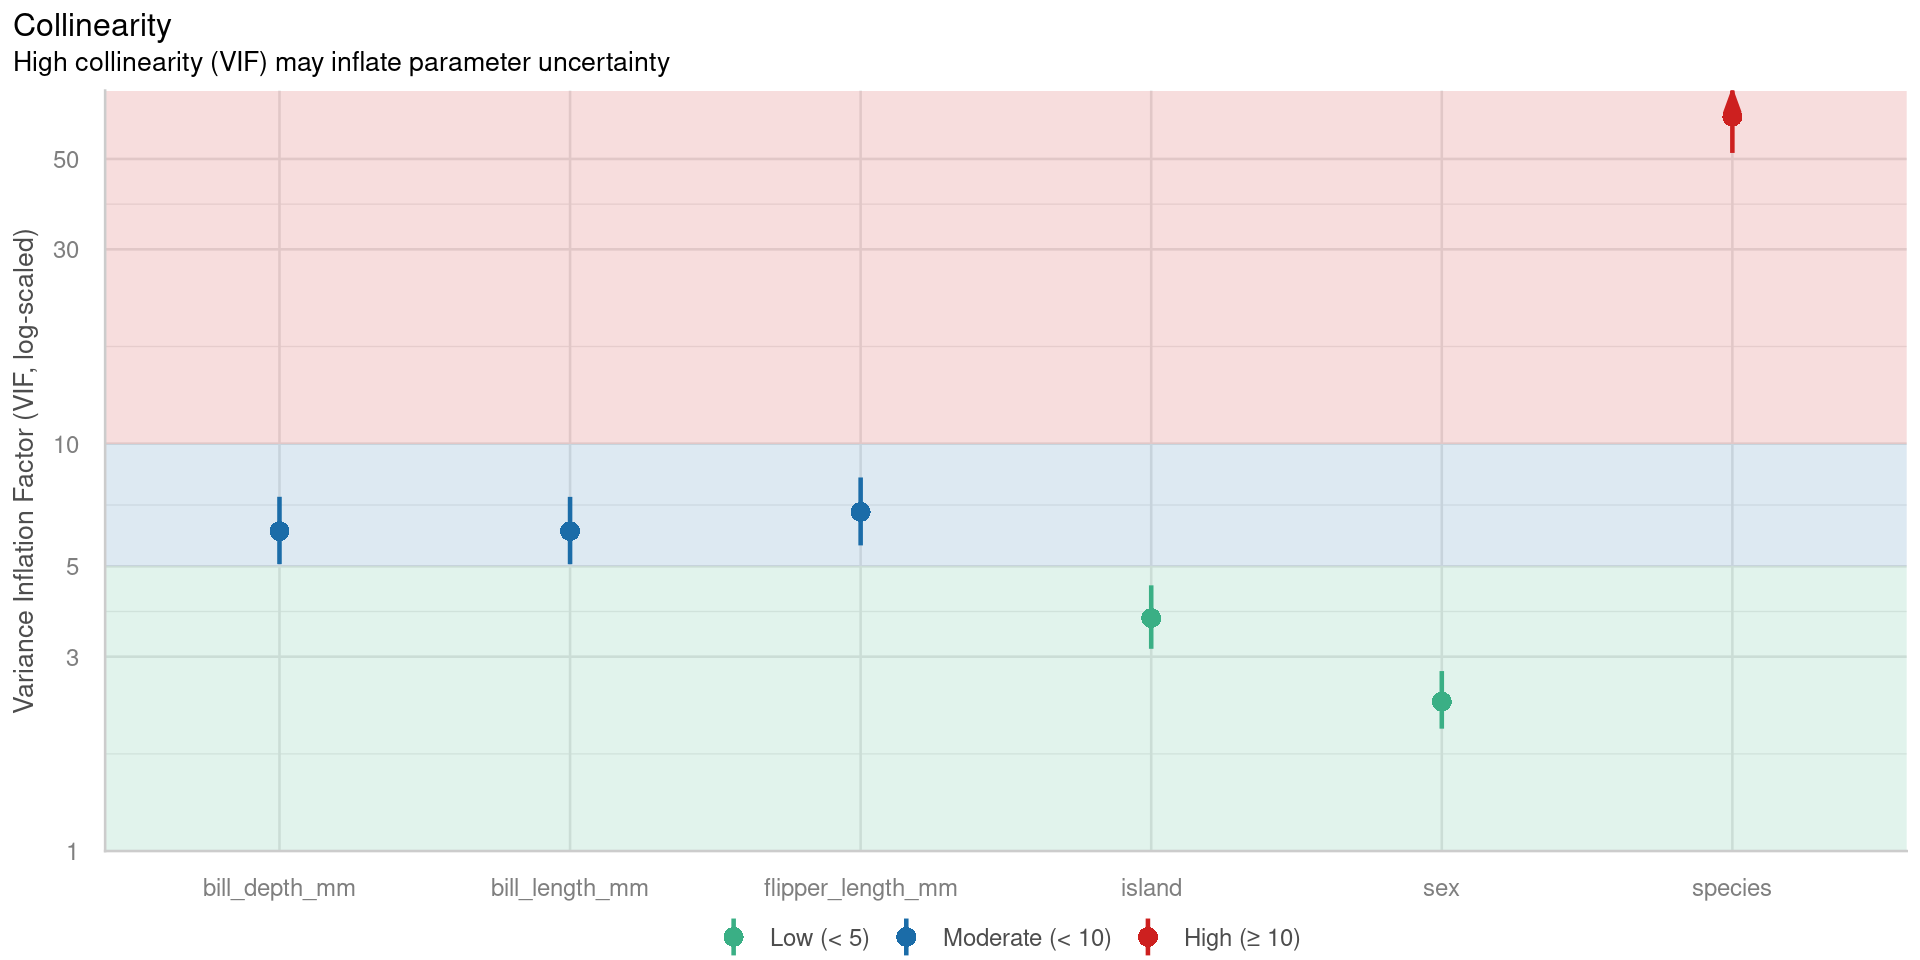 Collinearity
High collinearity (VIF) may inflate parameter uncertainty
Variance Inflation Factor (VIF, log-scaled)
50
30
10
5
3
1
bill_depth_mm bill_length_mm flipper_length_mm island sex species
Low (< 5) Moderate (< 10) High (≥ 10)